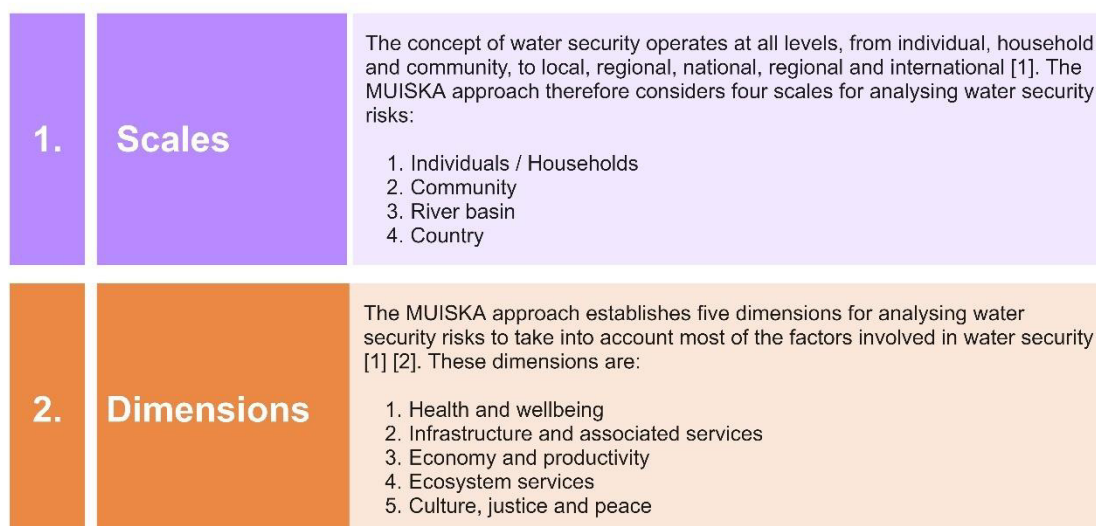 1.
Scales
The concept of water security operates at all levels, from individual, household
and community, to local, regional, national, regional and international [1]. The
MUISKA approach therefore considers four scales for analysing water security
risks:
1. Individuals / Households
2. Community
3. River basin
4. Country
2.
Dimensions
The MUISKA approach establishes five dimensions for analysing water
security risks to take into account most of the factors involved in water security
[1] [2]. These dimensions are:
1. Health and wellbeing
2. Infrastructure and associated services
3. Economy and productivity
4. Ecosystem services
5. Culture, justice and peace